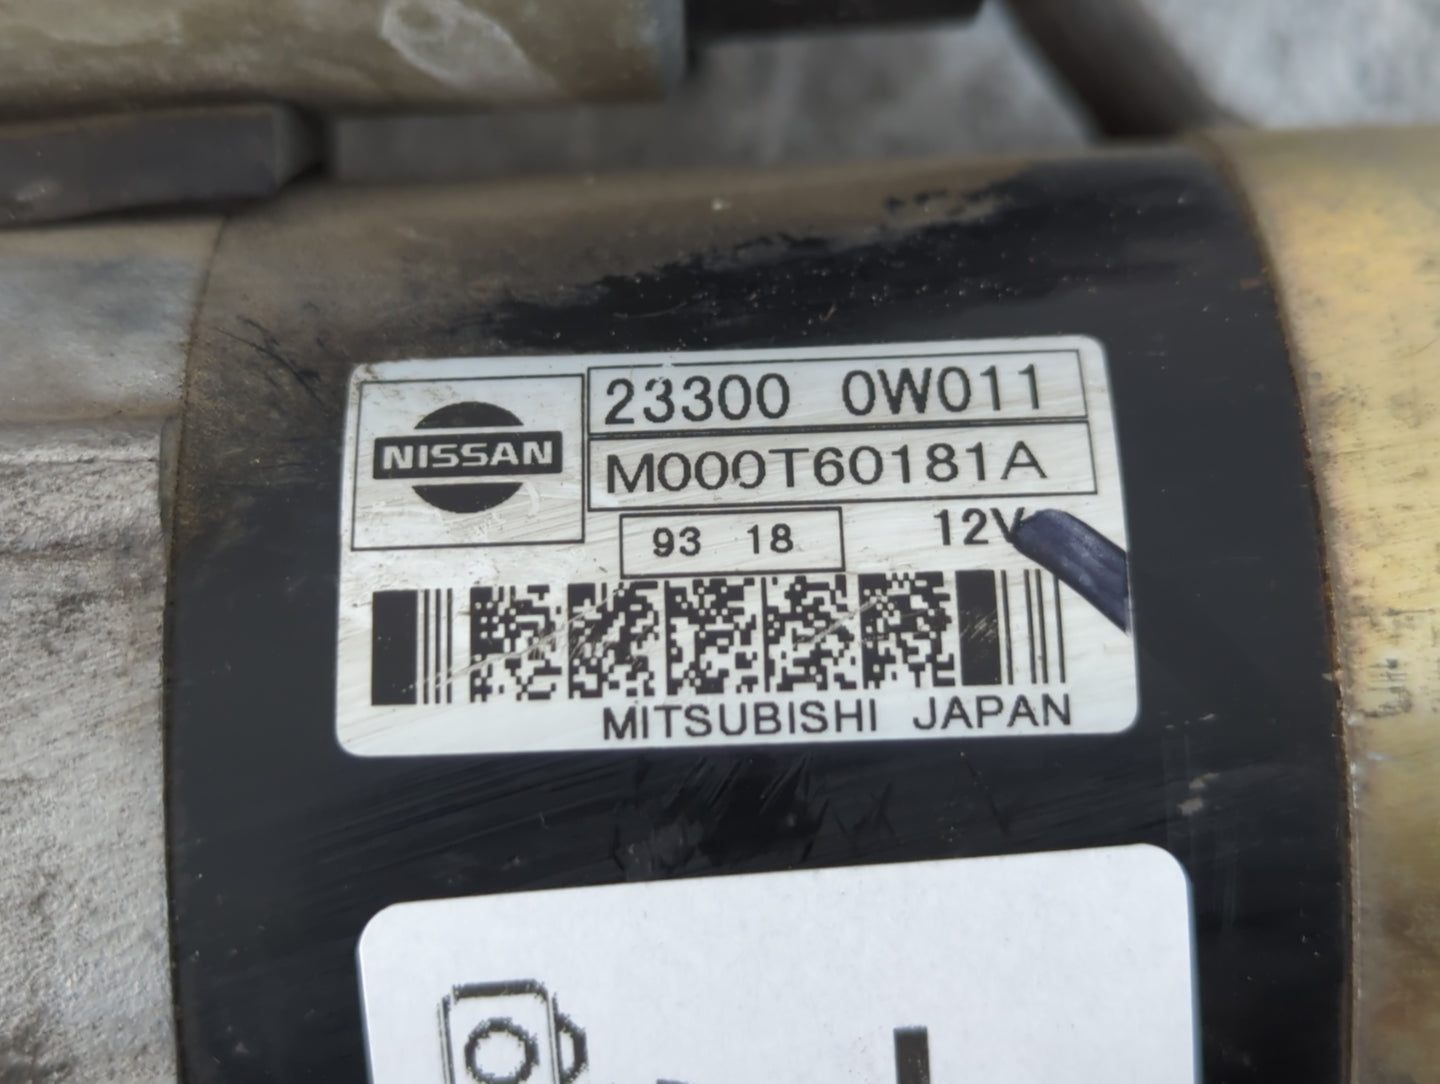 NISSAN
23300 0W011
M000T60181A
93 18
12V
MITSUBISHI JAPAN